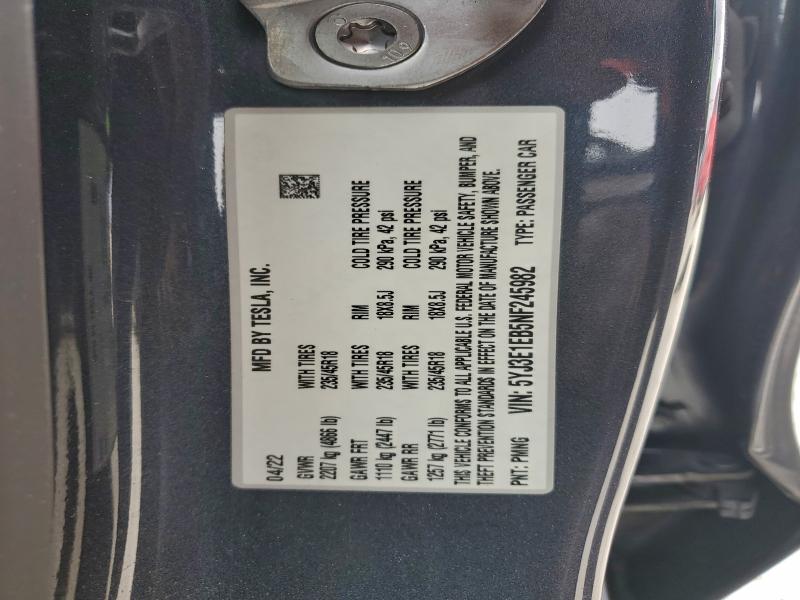 10.9
04/22 MFD BY TESLA, INC.
GVWR WITH TIRES
2207 kg (4866 lb) 235/45R18
GAWR FRT WITH TIRES RIM COLD TIRE PRESSURE
1110 kg (2447 lb) 235/45R18 18X8.5J 290 kPa, 42 psi
GAWR RR WITH TIRES RIM COLD TIRE PRESSURE
1257 kg (2771 lb) 235/45R18 18X8.5J 290 kPa, 42 psi
THIS VEHICLE CONFORMS TO ALL APPLICABLE U.S. FEDERAL MOTOR VEHICLE SAFETY, BUMPER, AND
THEFT PREVENTION STANDARDS IN EFFECT ON THE DATE OF MANUFACTURE SHOWN ABOVE.
PNT: PMNG VIN: 5YJ3E1EB5NF245982 TYPE: PASSENGER CAR